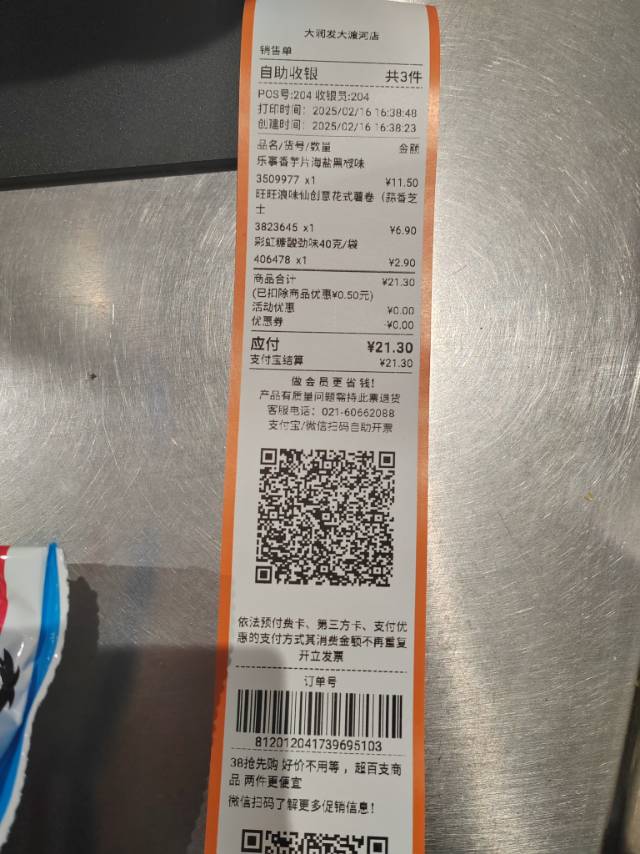 大润发大滩河店
销售单
自助收银 共3件
POS号:204 收银员:204
打印时间: 2025/02/16 16:38:48
创建时间: 2025/02/16 16:38:23
品名/货号/数量 金额
乐事香芋片海盐黑椒味
3509977 x1 ¥11.50
旺旺浪味仙创意花式薯卷（蒜香芝
士
3823645 x1 ¥6.90
彩虹糖酸劲味40克/袋
406478 x1 ¥2.90
商品合计 ¥21.30
(已扣除商品优惠¥0.50元)
活动优惠 ¥0.00
优惠券 -¥0.00
应付 ¥21.30
支付宝结算 ¥21.30
做会员更省钱!
产品有质量问题需持此票退货
客服电话: 021-60662088
支付宝/微信扫码自助开票
依法预付费卡、第三方卡、支付优
惠的支付方式其消费金额不再重复
开立发票
订单号
812012041739695103
38抢先购 好价不用等，超百支商
品 两件更便宜
微信扫码了解更多促销信息!